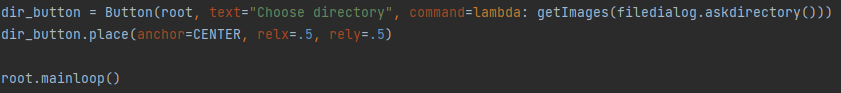 dir_button = Button(root, text="Choose directory", command=lambda: getImages(filedialog.askdirectory()))
dir_button.place(anchor=CENTER, relx=.5, rely=.5)
root.mainloop()